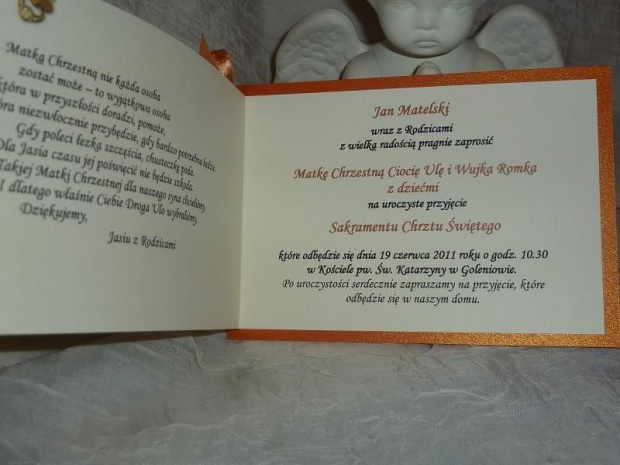 Matką Chrzestną nie każda osoba
zostać może – to wyjątkowa osoba
która w przyszłości doradzi, pomoże,
która niezwłocznie przybędzie, gdy bardzo potrzebna będzie.
Gdy poleci łezka szczęścia, chusteczkę poda.
Dla Jasia czasu jej poświęcić nie będzie szkoda.
Takiej Matki Chrzestnej dla naszego syna chcieliśmy,
I dlatego właśnie Ciebie Droga Ulo wybraliśmy.
Dziękujemy,
Jasiu z Rodzicami
Jan Matelski
wraz z Rodzicami
z wielką radością pragnie zaprosić
Matkę Chrzestną Ciocię Ulę i Wujka Romka
z dziećmi
na uroczyste przyjęcie
Sakramentu Chrztu Świętego
które odbędzie się dnia 19 czerwca 2011 roku o godz. 10.30
w Kościele pw. Św. Katarzyny w Goleniowie.
Po uroczystości serdecznie zapraszamy na przyjęcie, które
odbędzie się w naszym domu.